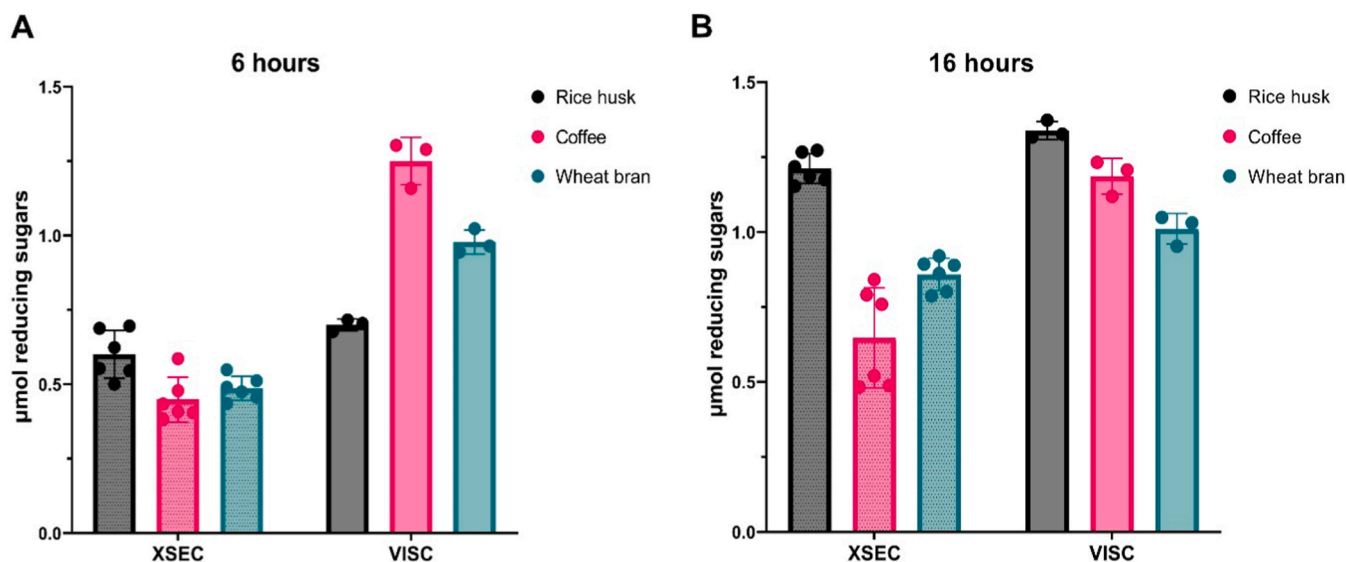 A
6 hours
1.5
1.0
0.5
0.0
µmol reducing sugars
XSEC
VISC
Rice husk
Coffee
Wheat bran
B
16 hours
1.5
1.0
0.5
0.0
µmol reducing sugars
XSEC
VISC
Rice husk
Coffee
Wheat bran